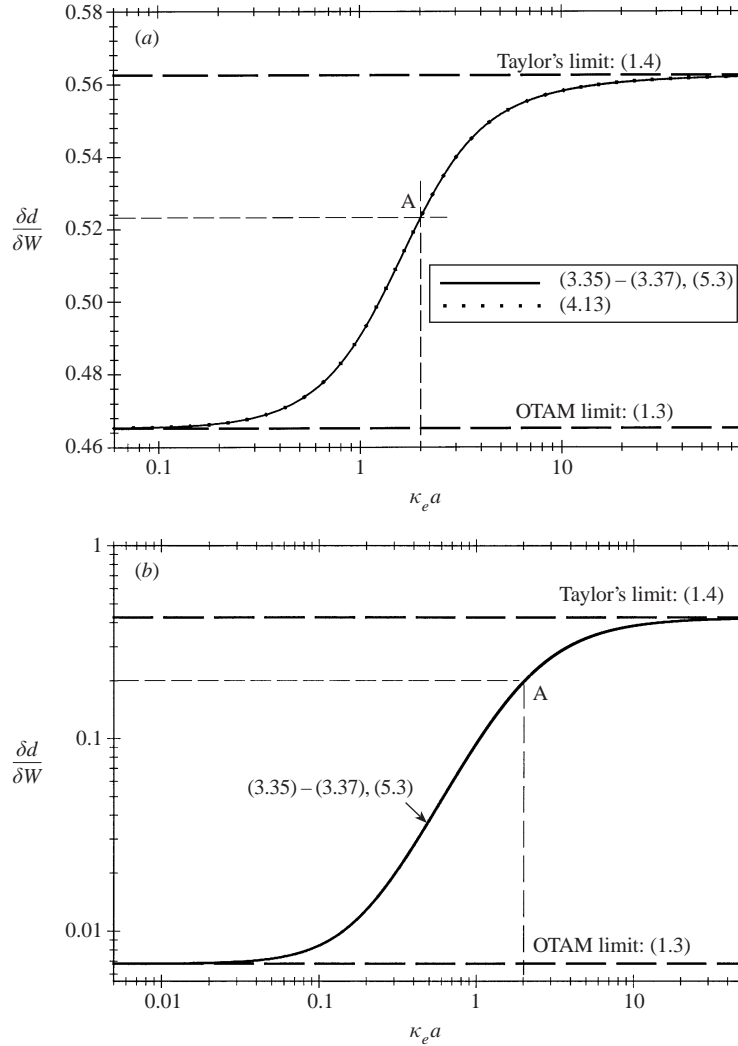 0.58
(a)
Taylor's limit: (1.4)
0.56
0.54
A
0.52
δd
δW
(3.35) – (3.37), (5.3)
0.50
(4.13)
0.48
OTAM limit: (1.3)
0.46
0.1 1 10
κₑa
1
(b)
Taylor's limit: (1.4)
A
0.1
δd
δW
(3.35) – (3.37), (5.3)
0.01
OTAM limit: (1.3)
0.01 0.1 1 10
κₑa